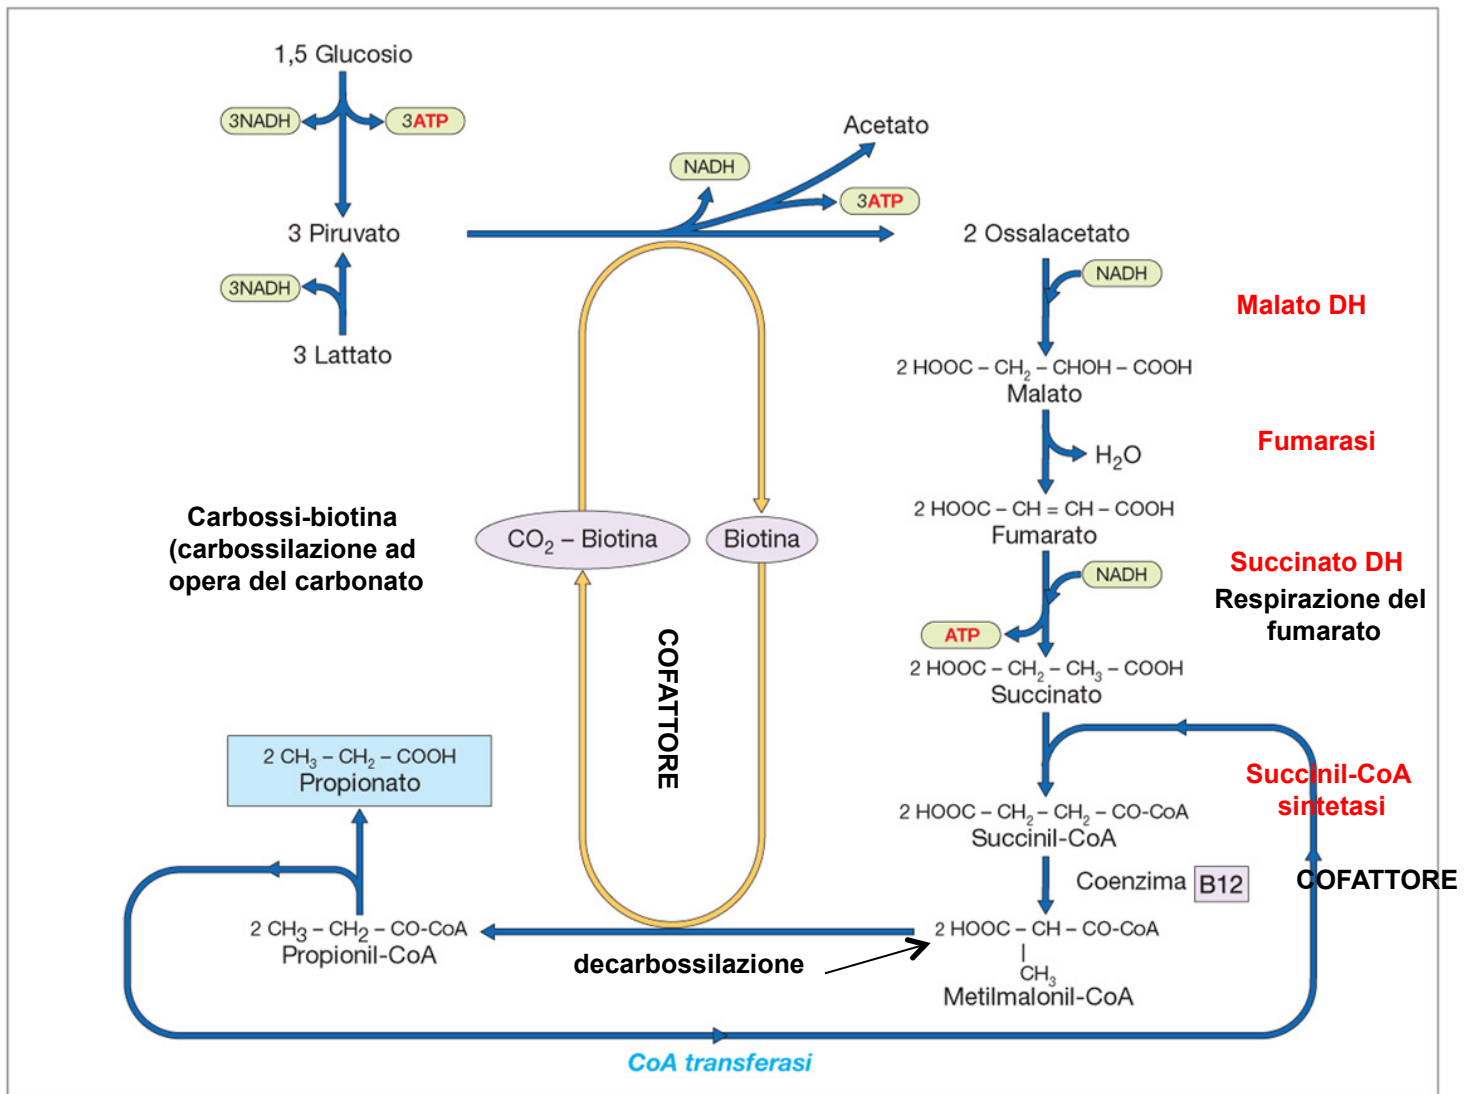 1,5 Glucosio
3NADH
3ATP
3 Piruvato
3NADH
3 Lattato
NADH
Acetato
3ATP
2 Ossalacetato
NADH
Malato DH
2 HOOC – CH2 – CHOH – COOH
Malato
Fumarasi
H2O
2 HOOC – CH = CH – COOH
Fumarato
Succinato DH
NADH
Respirazione del
fumarato
ATP
2 HOOC – CH2 – CH3 – COOH
Succinato
Succinil-CoA
sintetasi
2 HOOC – CH2 – CH2 – CO-CoA
Succinil-CoA
Coenzima B12
COFATTORE
2 HOOC – CH – CO-CoA
CH3
Metilmalonil-CoA
decarbossilazione
Carbossi-biotina
(carbossilazione ad
opera del carbonato
CO2 – Biotina
Biotina
COFATTORE
2 CH3 – CH2 – COOH
Propionato
2 CH3 – CH2 – CO-CoA
Propionil-CoA
CoA transferasi